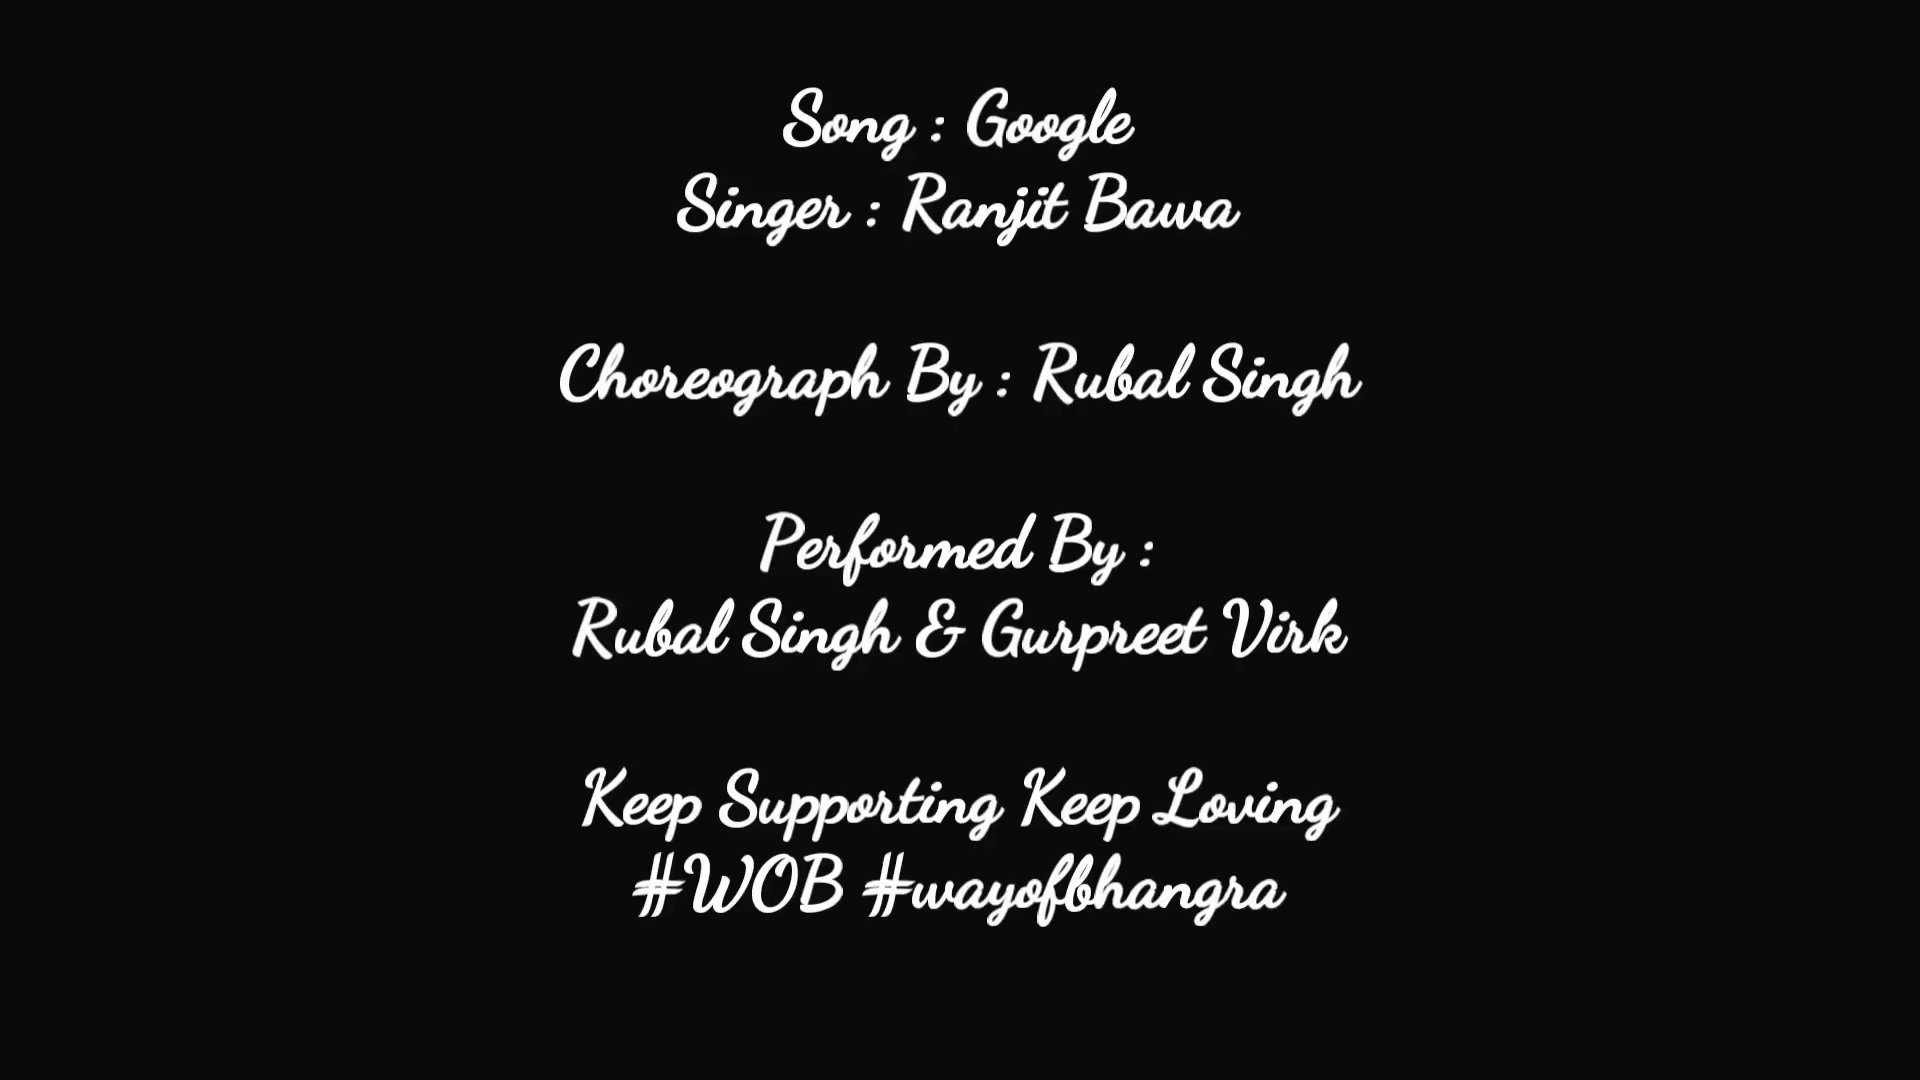 Song : Google
Singer : Ranjit Bawa
Choreograph By : Rubal Singh
Performed By :
Rubal Singh & Gurpreet Virk
Keep Supporting Keep Loving
#WOB #wayofbhangra